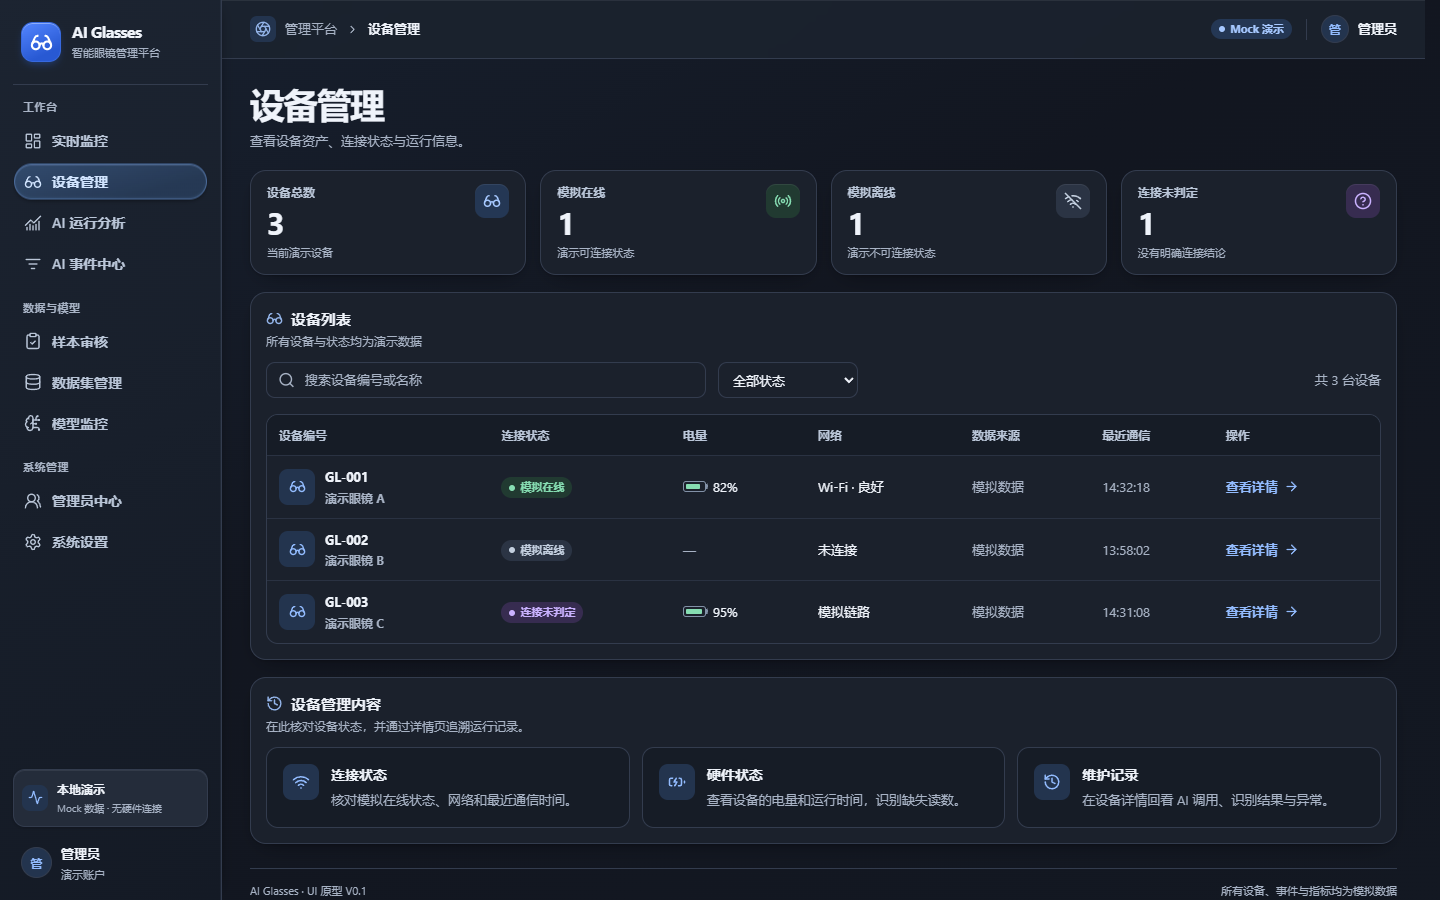 AI Glasses
智能眼镜管理平台
工作台
实时监控
设备管理
AI 运行分析
AI 事件中心
数据与模型
样本审核
数据集管理
模型监控
系统管理
管理员中心
系统设置
本地演示
Mock 数据 · 无硬件连接
管
管理员
演示账户
管理平台 › 设备管理
Mock 演示
管 管理员
设备管理
查看设备资产、连接状态与运行信息。
设备总数
3
当前演示设备
模拟在线
1
演示可连接状态
模拟离线
1
演示不可连接状态
连接未判定
1
没有明确连接结论
设备列表
所有设备与状态均为演示数据
搜索设备编号或名称
全部状态
共 3 台设备
设备编号 连接状态 电量 网络 数据来源 最近通信 操作
GL-001
演示眼镜 A
模拟在线 82% Wi-Fi · 良好 模拟数据 14:32:18 查看详情
GL-002
演示眼镜 B
模拟离线 — 未连接 模拟数据 13:58:02 查看详情
GL-003
演示眼镜 C
连接未判定 95% 模拟链路 模拟数据 14:31:08 查看详情
设备管理内容
在此核对设备状态，并通过详情页追溯运行记录。
连接状态
核对模拟在线状态、网络和最近通信时间。
硬件状态
查看设备的电量和运行时间，识别缺失读数。
维护记录
在设备详情回看 AI 调用、识别结果与异常。
AI Glasses · UI 原型 V0.1
所有设备、事件与指标均为模拟数据